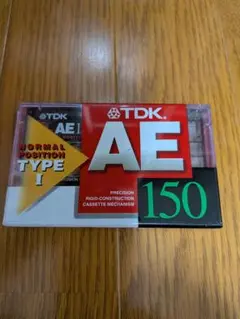 TDK
AE
NORMAL
POSITION
TYPE
I
TDK.
AE
PRECISION
RIGID-CONSTRUCTION
CASSETTE MECHANISM
150